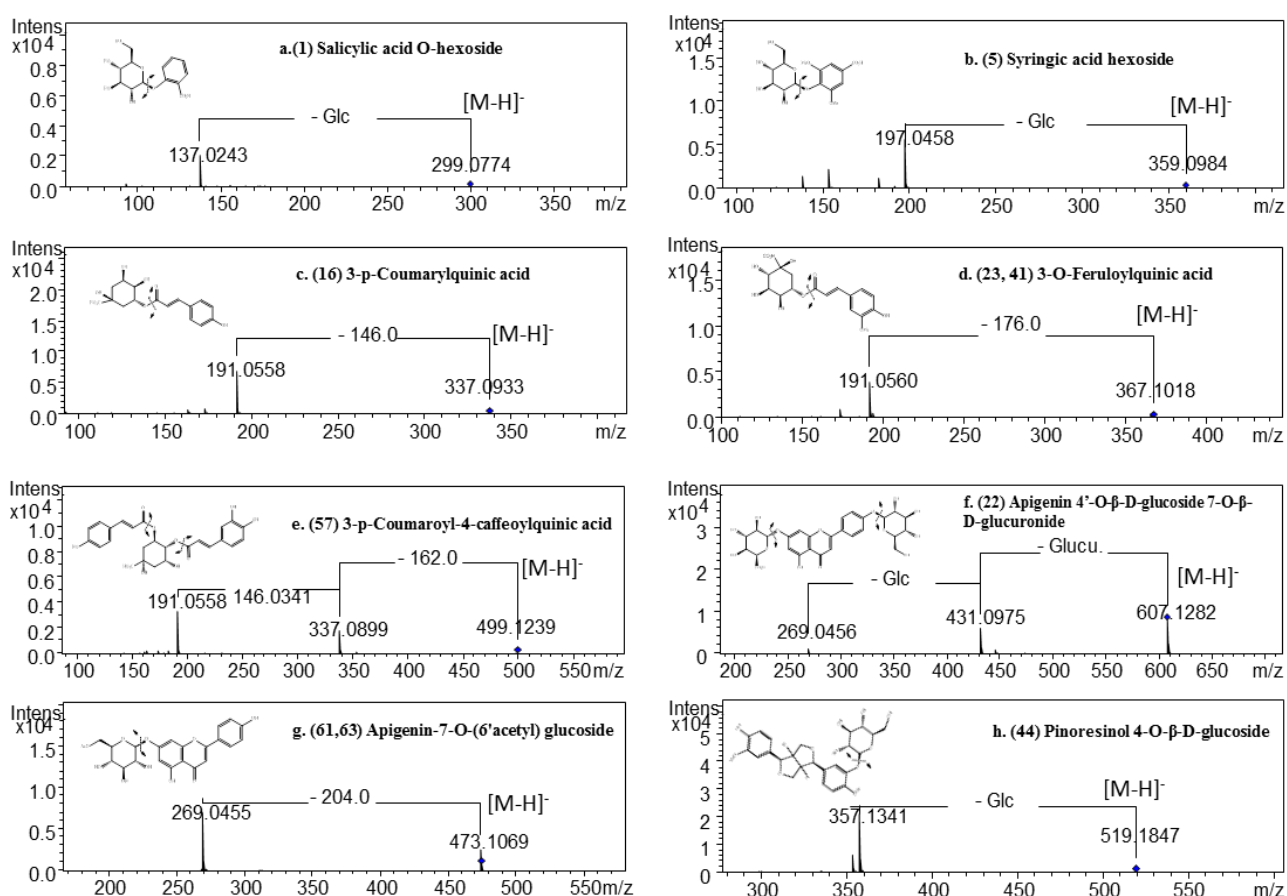 Intens
x10⁴
a.(1) Salicylic acid O-hexoside
0.8
[M-H]⁻
0.6
- Glc
0.4
0.2
137.0243
299.0774
0.0
100 150 200 250 300 350 m/z
Intens
x10⁴
b. (5) Syringic acid hexoside
1.5
[M-H]⁻
1.0
197.0458
- Glc
0.5
359.0984
0.0
100 150 200 250 300 350 m/z
Intens
x10⁴
c. (16) 3-p-Coumarylquinic acid
2.0
1.5
- 146.0
[M-H]⁻
1.0
191.0558
0.5
337.0933
0.0
100 150 200 250 300 350 m/z
Intens
x10⁴
d. (23, 41) 3-O-Feruloylquinic acid
1.5
[M-H]⁻
- 176.0
1.0
0.5
191.0560
367.1018
0.0
100 150 200 250 300 350 400 m/z
Intens
x10⁴
e. (57) 3-p-Coumaroyl-4-caffeoylquinic acid
1.0
0.8
- 162.0
[M-H]⁻
0.6
191.0558
146.0341
0.4
337.0899
499.1239
0.2
0.0
100 150 200 250 300 350 400 450 500 550m/z
Intens
x10⁴
f. (22) Apigenin 4’-O-β-D-glucoside 7-O-β-
D-glucuronide
4
- Glucu.
3
- Glc
[M-H]⁻
2
269.0456
431.0975
607.1282
1
0
200 250 300 350 400 450 500 550 600 650 m/z
Intens
x10⁴
g. (61,63) Apigenin-7-O-(6'acetyl) glucoside
1.5
- 204.0
[M-H]⁻
1.0
269.0455
473.1069
0.5
0.0
200 250 300 350 400 450 500 550m/z
Intens
x10⁴
h. (44) Pinoresinol 4-O-β-D-glucoside
5
4
[M-H]⁻
3
- Glc
2
357.1341
519.1847
1
0
300 350 400 450 500 550 m/z